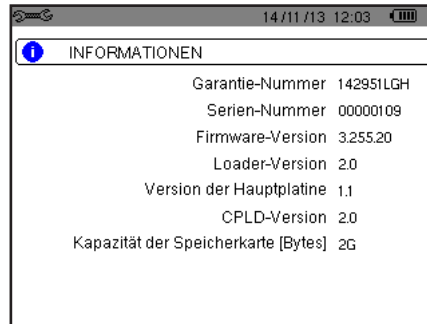 14/11/13 12:03
INFORMATIONEN
Garantie-Nummer 142951LGH
Serien-Nummer 00000109
Firmware-Version 3.255.20
Loader-Version 2.0
Version der Hauptplatine 1.1
CPLD-Version 2.0
Kapazität der Speicherkarte [Bytes] 2G